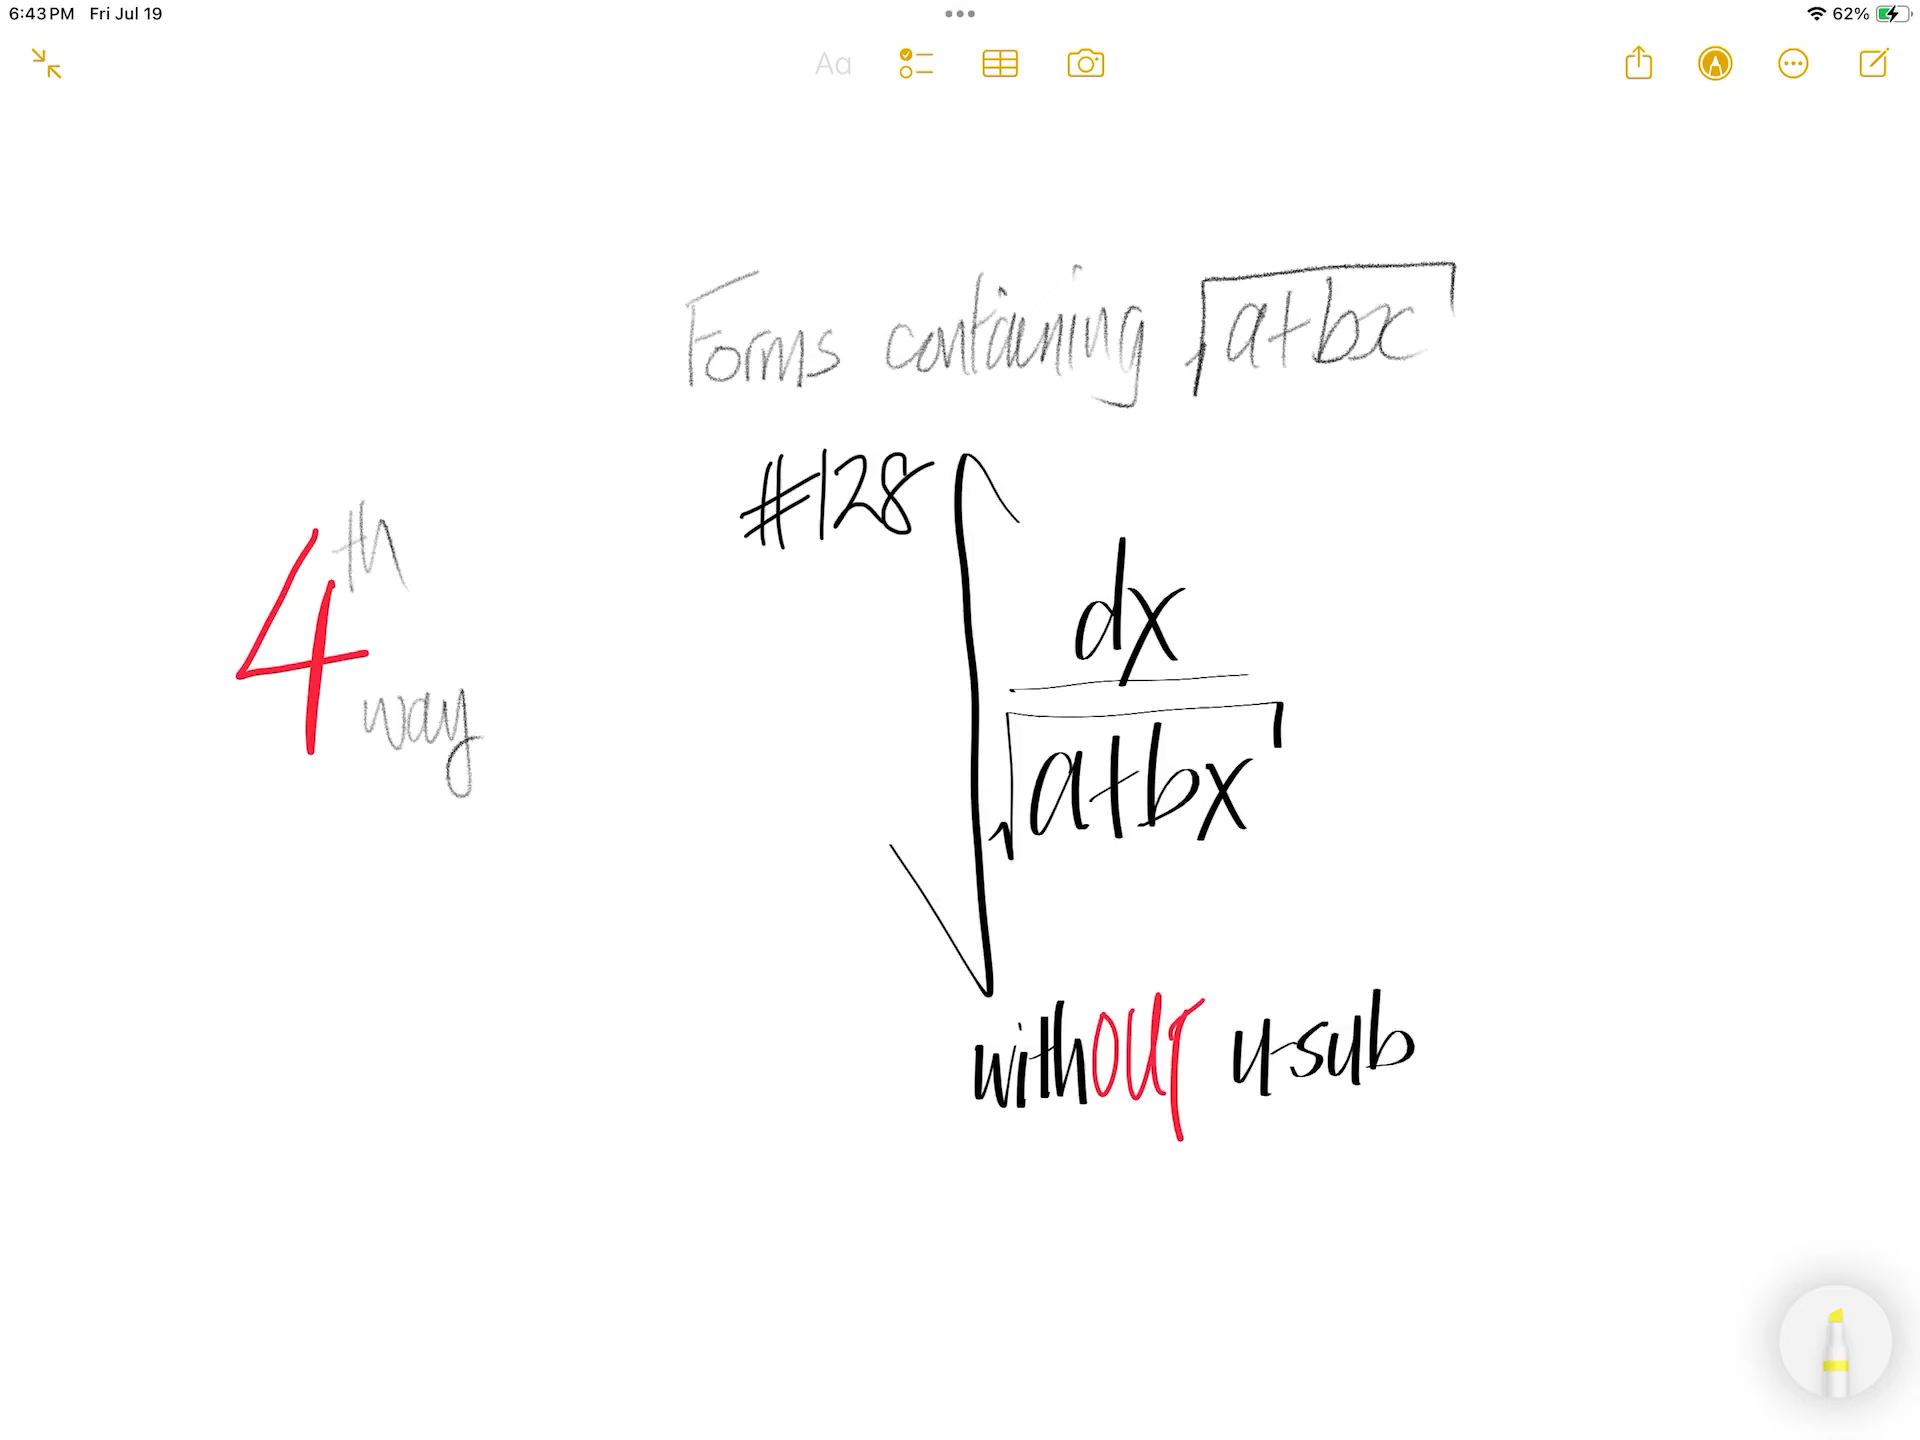 6:43 PM Fri Jul 19
62%
Aa
Forms containing √a+bx
#128 ∫ dx
√a+bx
4th
way
without u-sub